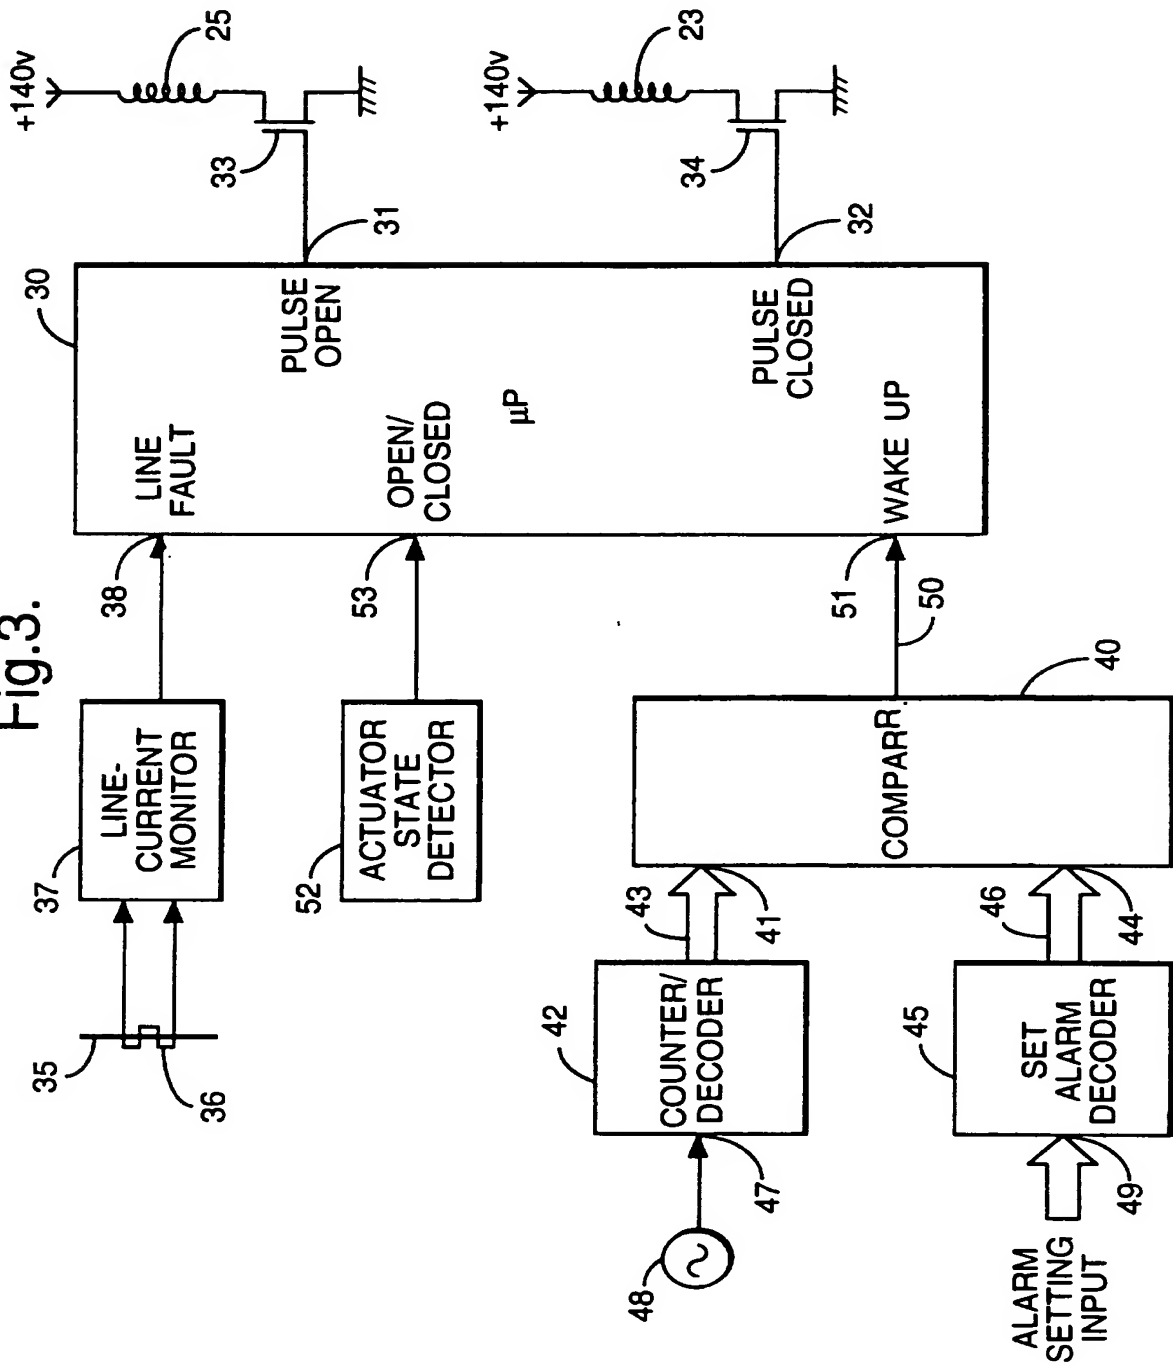 Fig.3.
+140v
25
33
31
+140v
23
34
32
30
LINE
FAULT
PULSE
OPEN
OPEN/
CLOSED
µP
PULSE
CLOSED
WAKE UP
38
53
51
50
37
LINE-
CURRENT
MONITOR
35
36
52
ACTUATOR
STATE
DETECTOR
40
COMPARR
43
41
46
44
42
COUNTER/
DECODER
47
48
45
SET
ALARM
DECODER
49
ALARM
SETTING
INPUT